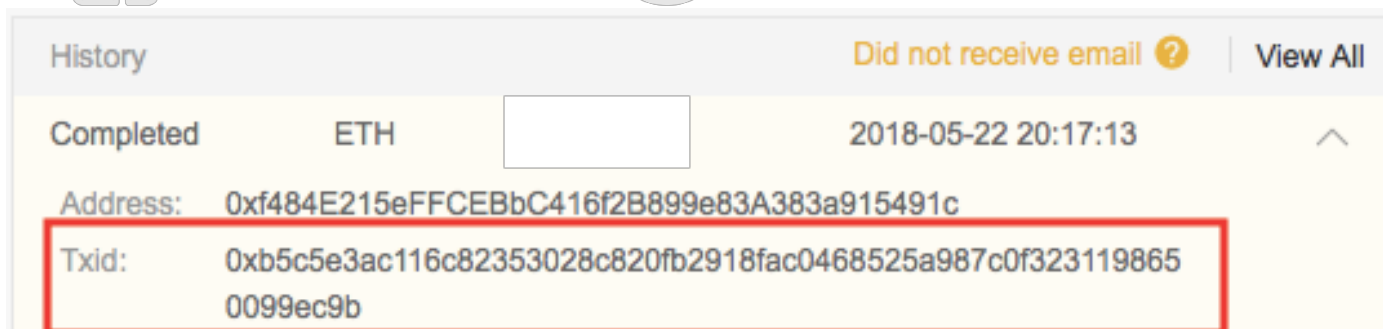 History Did not receive email ? View All
Completed ETH 2018-05-22 20:17:13
Address: 0xf484E215eFFCEBbC416f2B899e83A383a915491c
Txid: 0xb5c5e3ac116c82353028c820fb2918fac0468525a987c0f323119865
0099ec9b